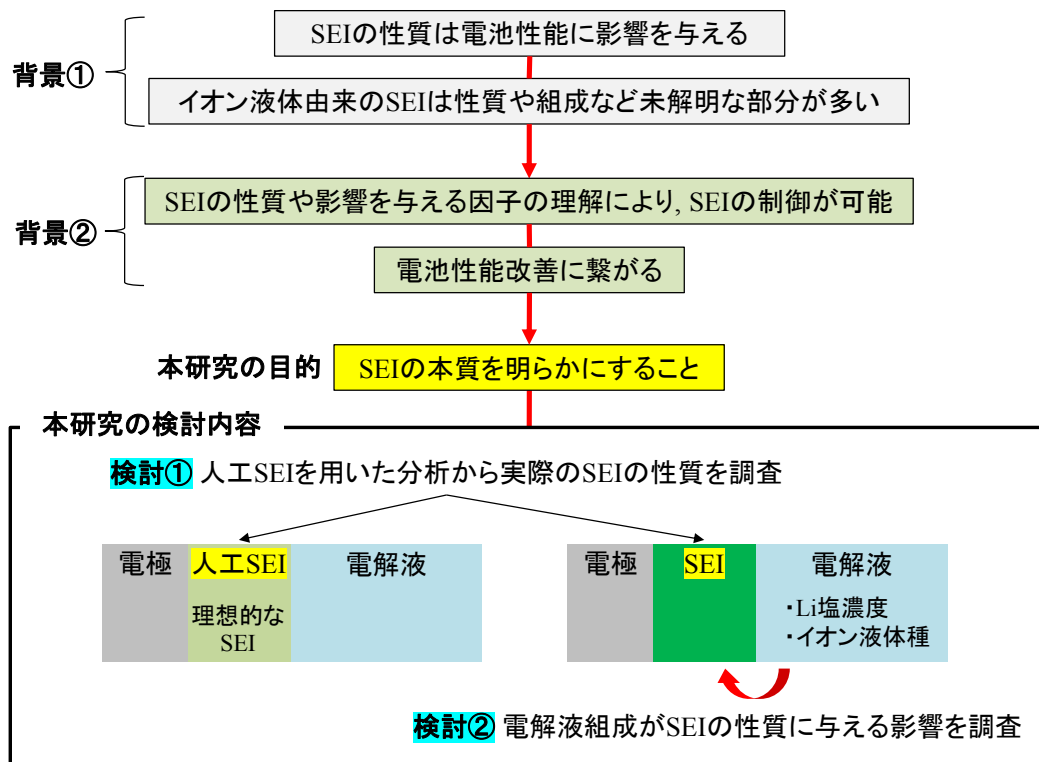 SEIの性質は電池性能に影響を与える
背景①
イオン液体由来のSEIは性質や組成など未解明な部分が多い
SEIの性質や影響を与える因子の理解により, SEIの制御が可能
背景②
電池性能改善に繋がる
本研究の目的
SEIの本質を明らかにすること
本研究の検討内容
検討① 人工SEIを用いた分析から実際のSEIの性質を調査
電極
人工SEI
電解液
理想的な
SEI
電極
SEI
電解液
・Li塩濃度
・イオン液体種
検討② 電解液組成がSEIの性質に与える影響を調査